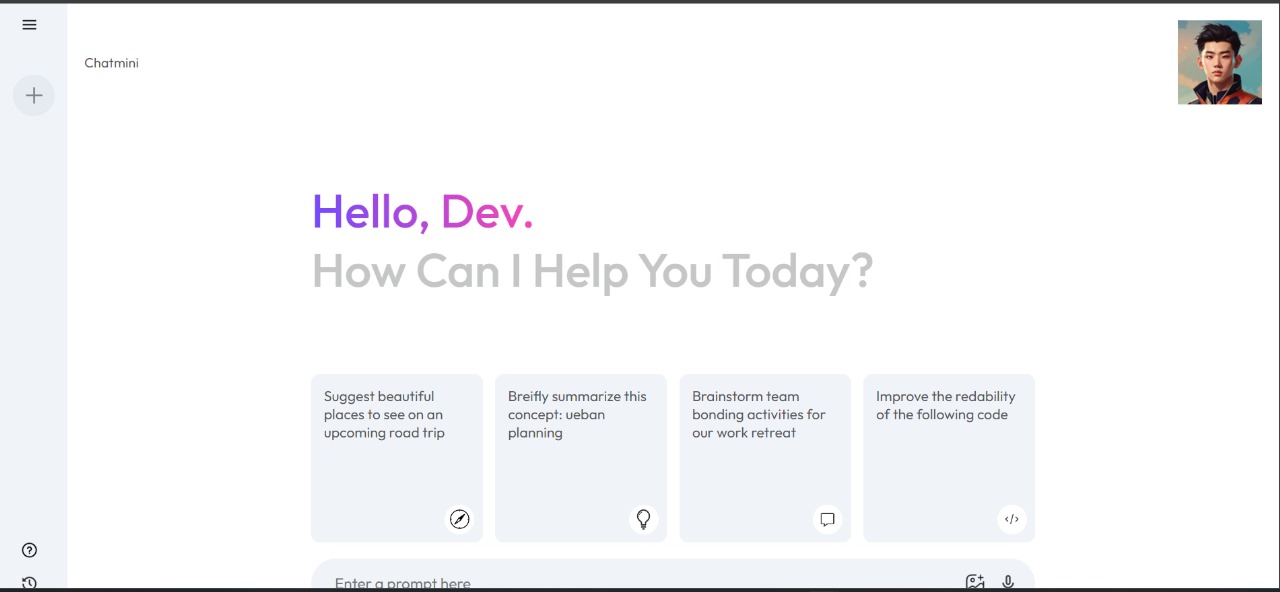 Chatmini
Hello, Dev.
How Can I Help You Today?
Suggest beautiful
places to see on an
upcoming road trip
Breifly summarize this
concept: ueban
planning
Brainstorm team
bonding activities for
our work retreat
Improve the redability
of the following code
</>
Enter a prompt here